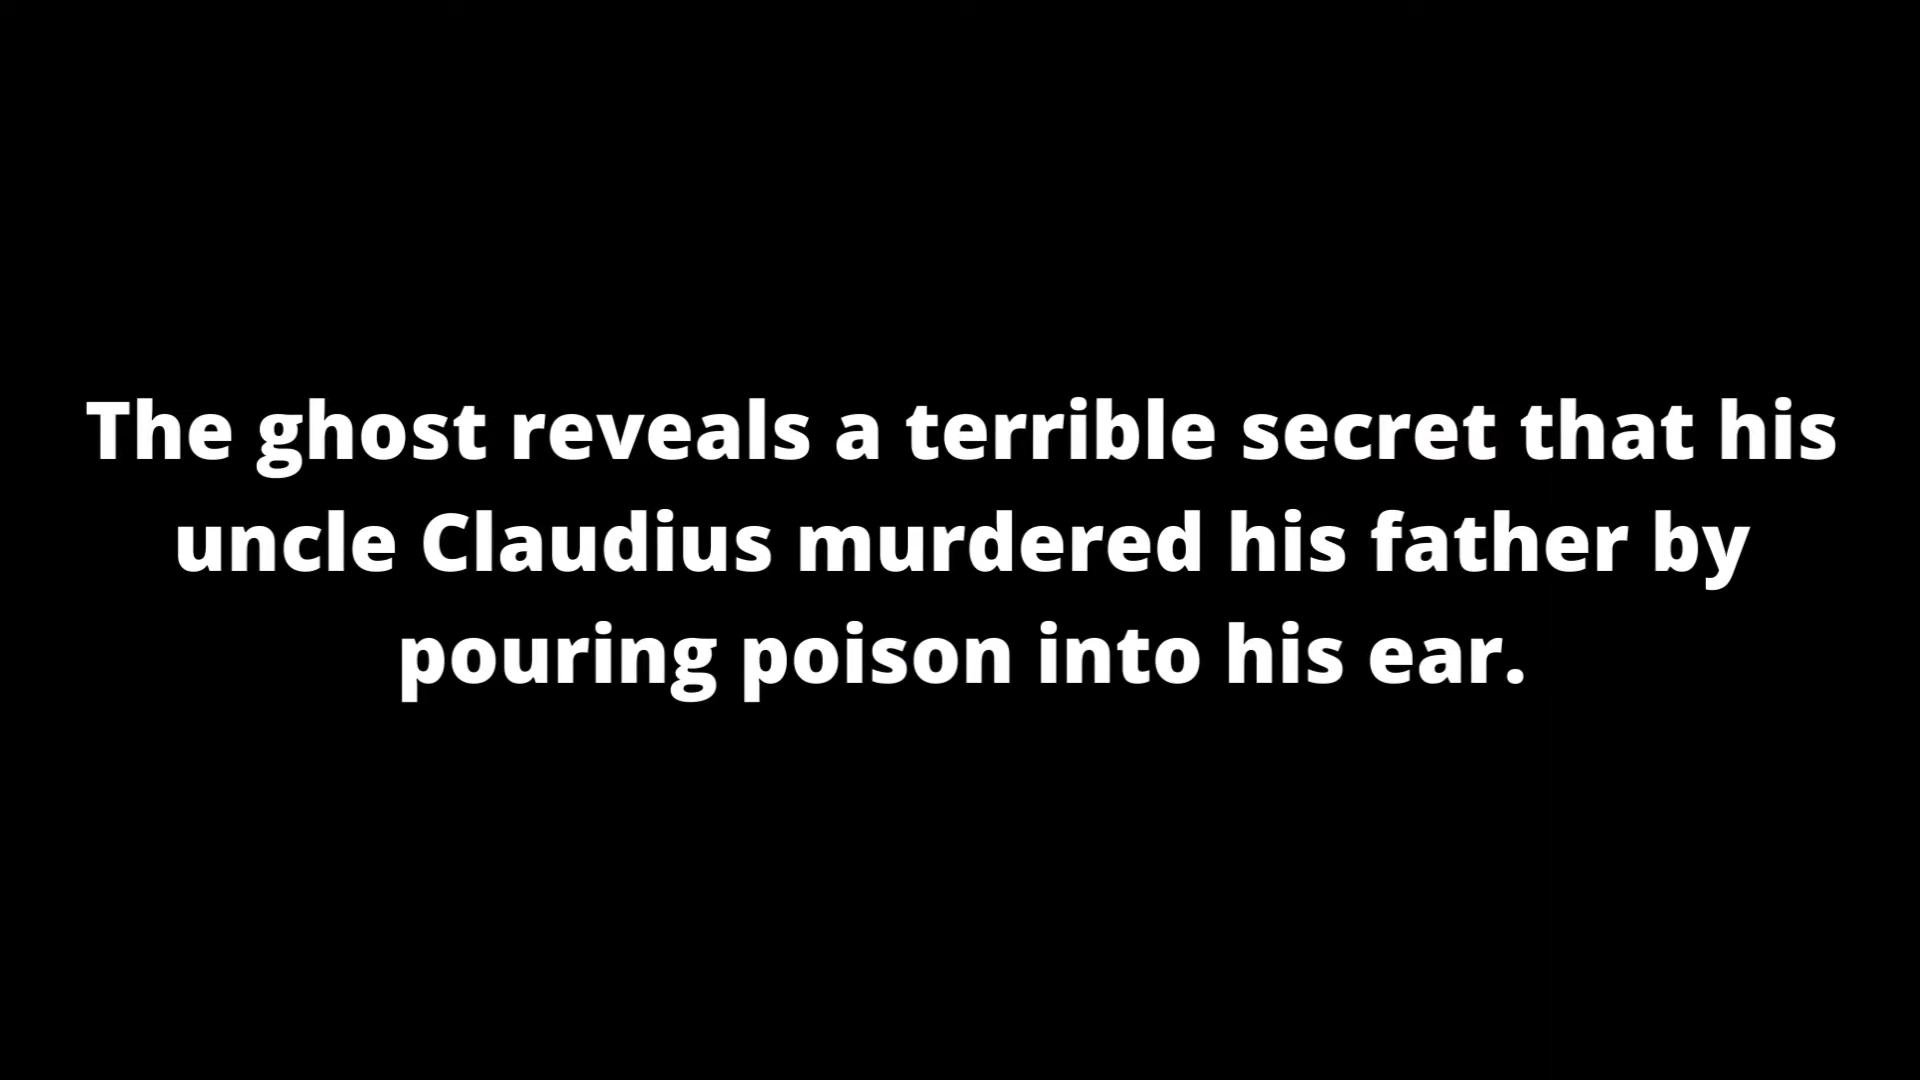 The ghost reveals a terrible secret that his
uncle Claudius murdered his father by
pouring poison into his ear.